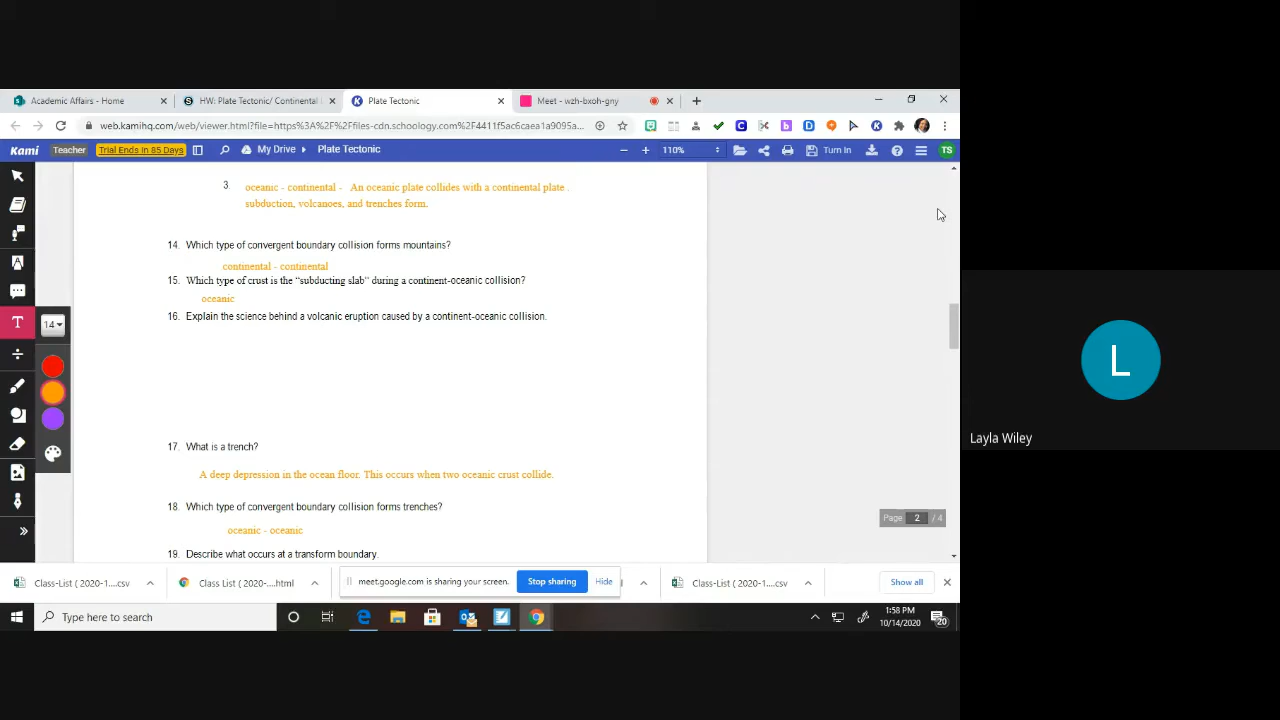 Academic Affairs - Home
HW: Plate Tectonic/ Continental
Plate Tectonic
Meet - wzh-bxoh-gny
web.kamihq.com/web/viewer.html?file=https%3A%2F%2Ffiles-cdn.schoology.com%2F4411f5ac6caea1a9095a...
Kami Teacher Trial Ends In 85 Days My Drive Plate Tectonic 110% Turn In TS
3. oceanic - continental - An oceanic plate collides with a continental plate .
subduction, volcanoes, and trenches form.
14. Which type of convergent boundary collision forms mountains?
continental - continental
15. Which type of crust is the “subducting slab” during a continent-oceanic collision?
oceanic
16. Explain the science behind a volcanic eruption caused by a continent-oceanic collision.
14
17. What is a trench?
A deep depression in the ocean floor. This occurs when two oceanic crust collide.
18. Which type of convergent boundary collision forms trenches?
oceanic - oceanic
19. Describe what occurs at a transform boundary.
Page 2 / 4
L
Layla Wiley
Class-List ( 2020-1....csv
Class List ( 2020-....html
meet.google.com is sharing your screen.
Stop sharing
Hide
Class-List ( 2020-1....csv
Show all
Type here to search
1:58 PM
10/14/2020
20